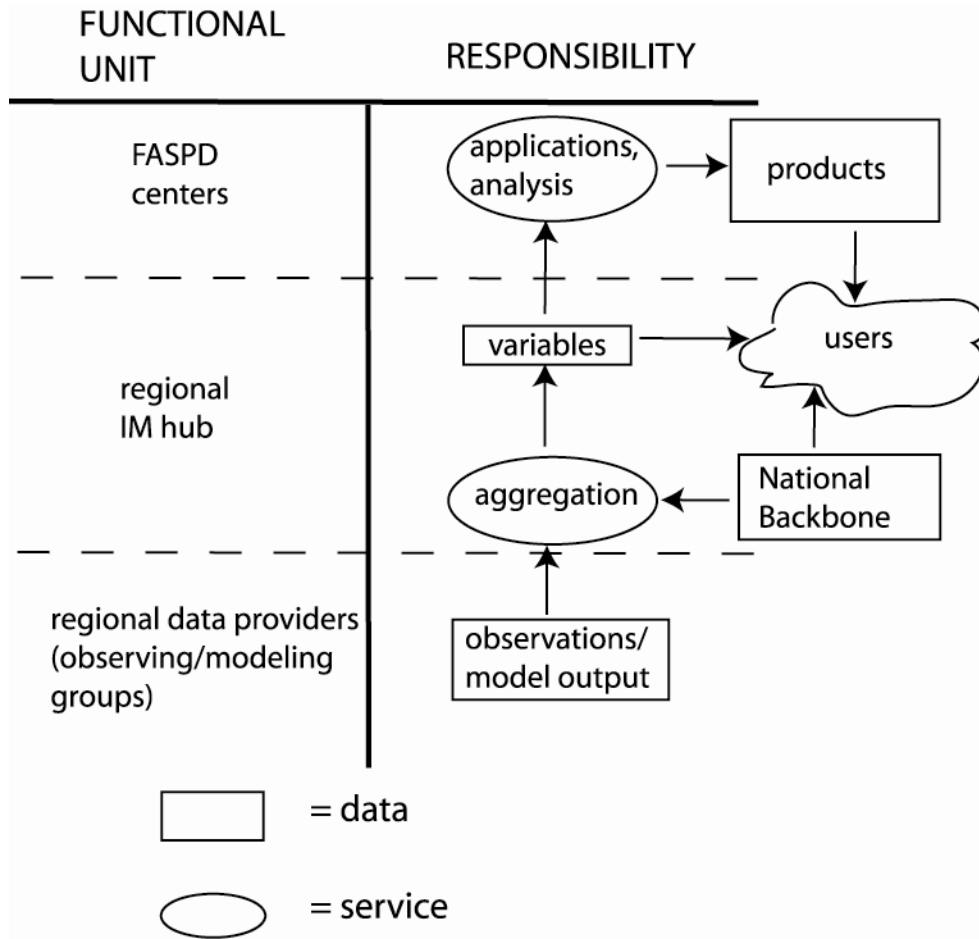 FUNCTIONAL
UNIT
RESPONSIBILITY
FASPD
centers
applications,
analysis
products
regional
IM hub
variables
users
aggregation
National
Backbone
regional data providers
(observing/modeling
groups)
observations/
model output
= data
= service